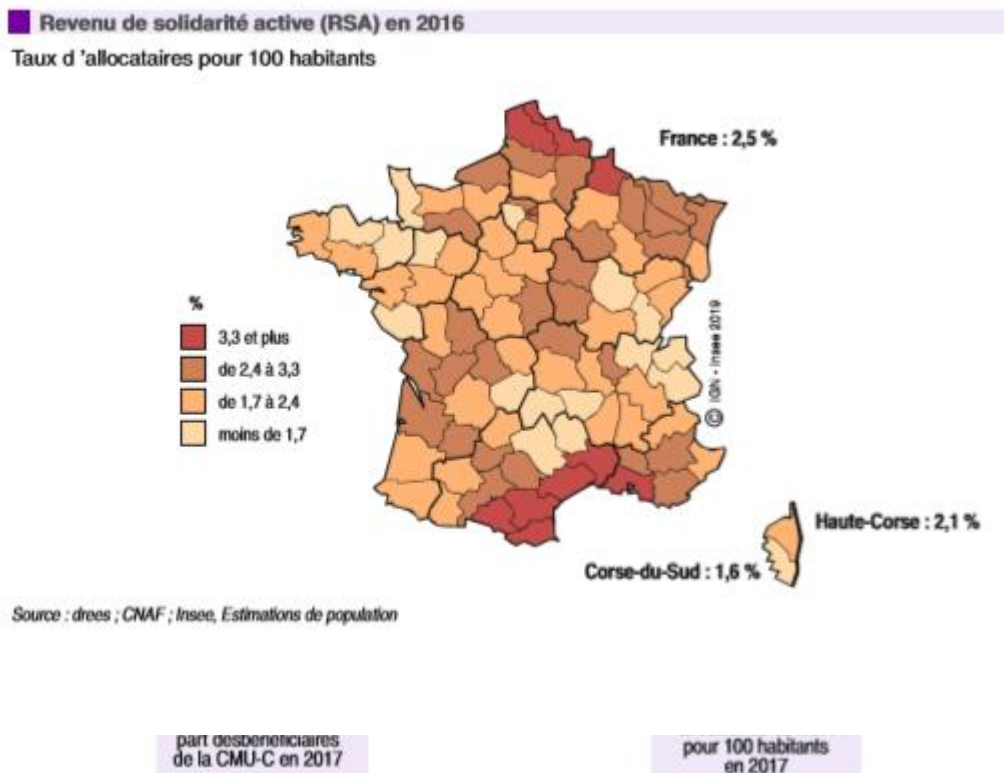 Revenu de solidarité active (RSA) en 2016
Taux d 'allocataires pour 100 habitants
France : 2,5 %
%
3,3 et plus
de 2,4 à 3,3
de 1,7 à 2,4
moins de 1,7
© IGN - Insee 2019
Haute-Corse : 2,1 %
Corse-du-Sud : 1,6 %
Source : drees ; CNAF ; Insee, Estimations de population
part desbénéficiaires
de la CMU-C en 2017
pour 100 habitants
en 2017